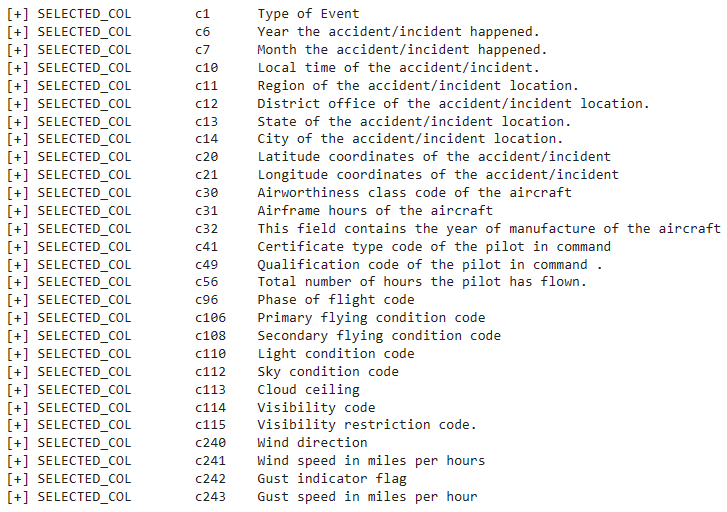 [+] SELECTED_COL c1 Type of Event
[+] SELECTED_COL c6 Year the accident/incident happened.
[+] SELECTED_COL c7 Month the accident/incident happened.
[+] SELECTED_COL c10 Local time of the accident/incident.
[+] SELECTED_COL c11 Region of the accident/incident location.
[+] SELECTED_COL c12 District office of the accident/incident location.
[+] SELECTED_COL c13 State of the accident/incident location.
[+] SELECTED_COL c14 City of the accident/incident location.
[+] SELECTED_COL c20 Latitude coordinates of the accident/incident
[+] SELECTED_COL c21 Longitude coordinates of the accident/incident
[+] SELECTED_COL c30 Airworthiness class code of the aircraft
[+] SELECTED_COL c31 Airframe hours of the aircraft
[+] SELECTED_COL c32 This field contains the year of manufacture of the aircraft
[+] SELECTED_COL c41 Certificate type code of the pilot in command
[+] SELECTED_COL c49 Qualification code of the pilot in command .
[+] SELECTED_COL c56 Total number of hours the pilot has flown.
[+] SELECTED_COL c96 Phase of flight code
[+] SELECTED_COL c106 Primary flying condition code
[+] SELECTED_COL c108 Secondary flying condition code
[+] SELECTED_COL c110 Light condition code
[+] SELECTED_COL c112 Sky condition code
[+] SELECTED_COL c113 Cloud ceiling
[+] SELECTED_COL c114 Visibility code
[+] SELECTED_COL c115 Visibility restriction code.
[+] SELECTED_COL c240 Wind direction
[+] SELECTED_COL c241 Wind speed in miles per hours
[+] SELECTED_COL c242 Gust indicator flag
[+] SELECTED_COL c243 Gust speed in miles per hour